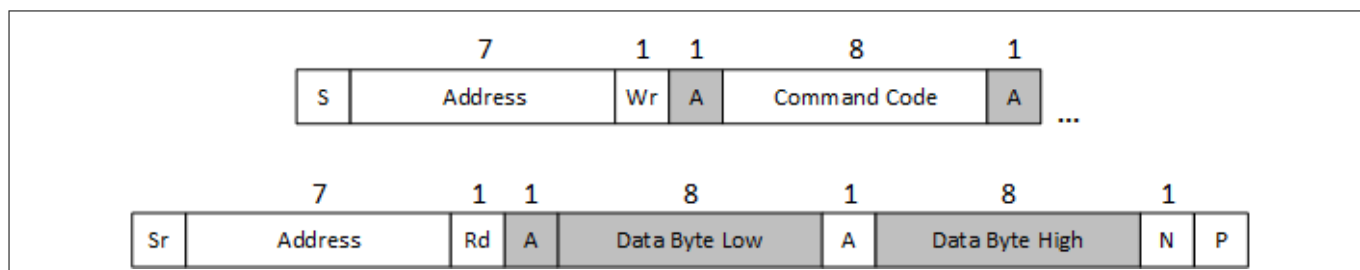 7 1 1 8 1
S Address Wr A Command Code A ...
7 1 1 8 1 8 1
Sr Address Rd A Data Byte Low A Data Byte High N P